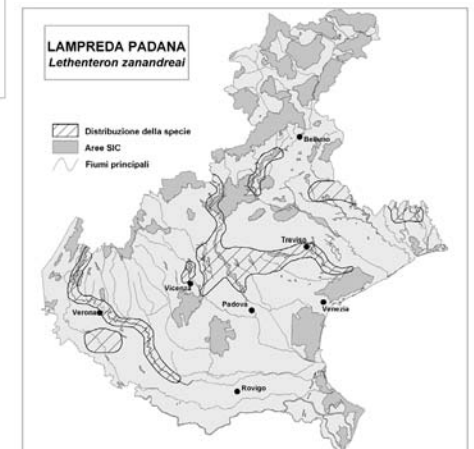 LAMPREDA PADANA
Lethenteron zanandreai
Distribuzione della specie
Aree SIC
Fiumi principali
Belluno
Treviso
Vicenza
Padova
Venezia
Verona
Rovigo